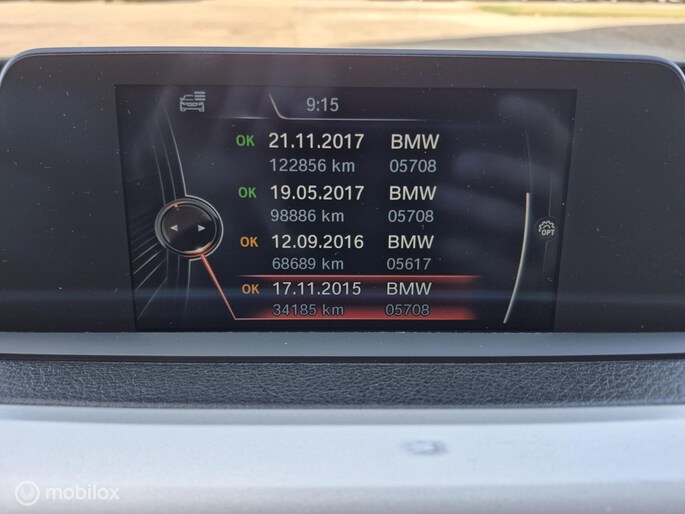 9:15
OK 21.11.2017 BMW
122856 km 05708
OK 19.05.2017 BMW
98886 km 05708
OPT
OK 12.09.2016 BMW
68689 km 05617
OK 17.11.2015 BMW
34185 km 05708
mobilox